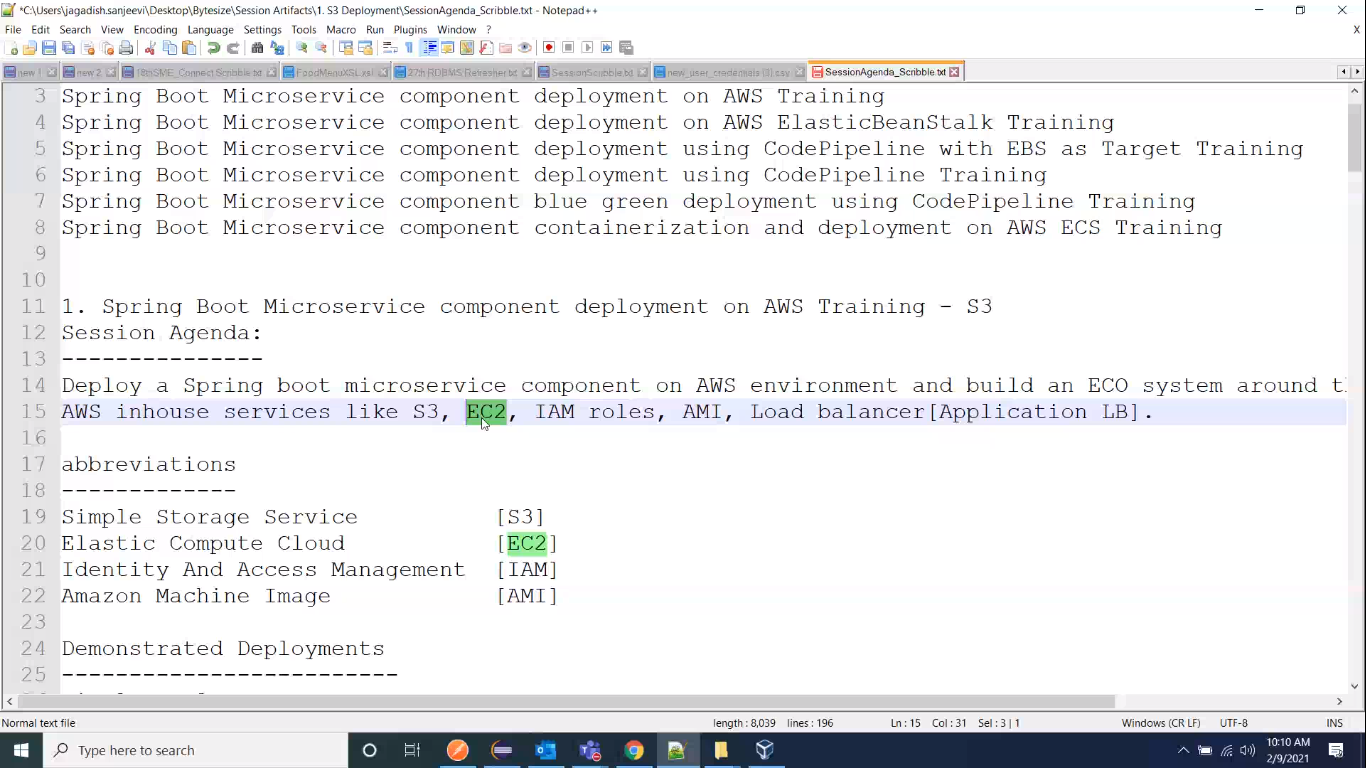 *C:\Users\jagadish.sanjeevi\Desktop\Bytesize\Session Artifacts\1. S3 Deployment\SessionAgenda_Scribble.txt - Notepad++
File Edit Search View Encoding Language Settings Tools Macro Run Plugins Window ?
new 1 new 2 18thSME_Connect Scribble.txt FoodMenuXSL.xsl 27th RDBMS Refresher.txt SessionScribble.txt new_user_credentials (3).csv SessionAgenda_Scribble.txt
3 Spring Boot Microservice component deployment on AWS Training
4 Spring Boot Microservice component deployment on AWS ElasticBeanStalk Training
5 Spring Boot Microservice component deployment using CodePipeline with EBS as Target Training
6 Spring Boot Microservice component deployment using CodePipeline Training
7 Spring Boot Microservice component blue green deployment using CodePipeline Training
8 Spring Boot Microservice component containerization and deployment on AWS ECS Training
9
10
11 1. Spring Boot Microservice component deployment on AWS Training - S3
12 Session Agenda:
13 ---------------
14 Deploy a Spring boot microservice component on AWS environment and build an ECO system around
15 AWS inhouse services like S3, EC2, IAM roles, AMI, Load balancer[Application LB].
16
17 abbreviations
18 -------------
19 Simple Storage Service [S3]
20 Elastic Compute Cloud [EC2]
21 Identity And Access Management [IAM]
22 Amazon Machine Image [AMI]
23
24 Demonstrated Deployments
25 -------------------------
Normal text file length : 8,039 lines : 196 Ln : 15 Col : 31 Sel : 3 | 1 Windows (CR LF) UTF-8 INS
Type here to search
10:10 AM
2/9/2021